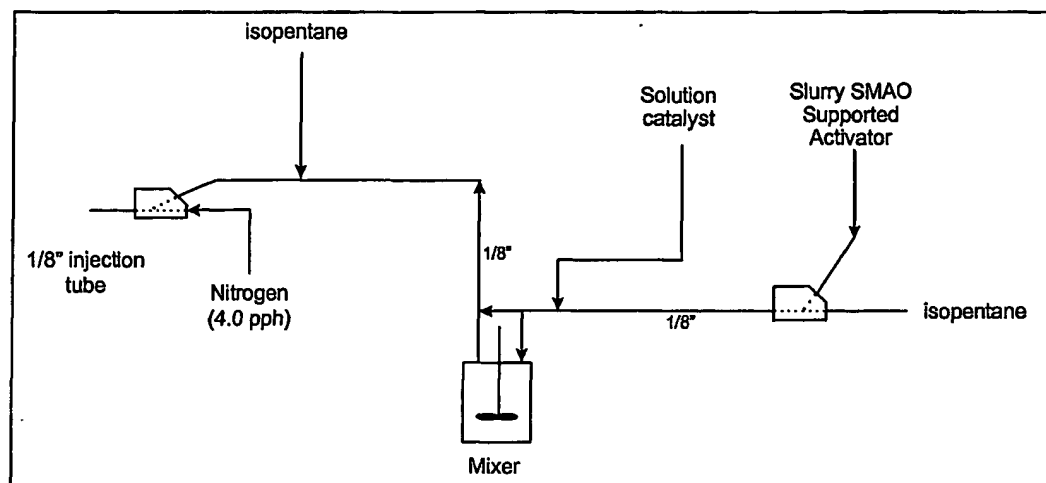 isopentane
Solution
catalyst
Slurry SMAO
Supported
Activator
1/8" injection
tube
Nitrogen
(4.0 pph)
1/8"
1/8"
isopentane
Mixer